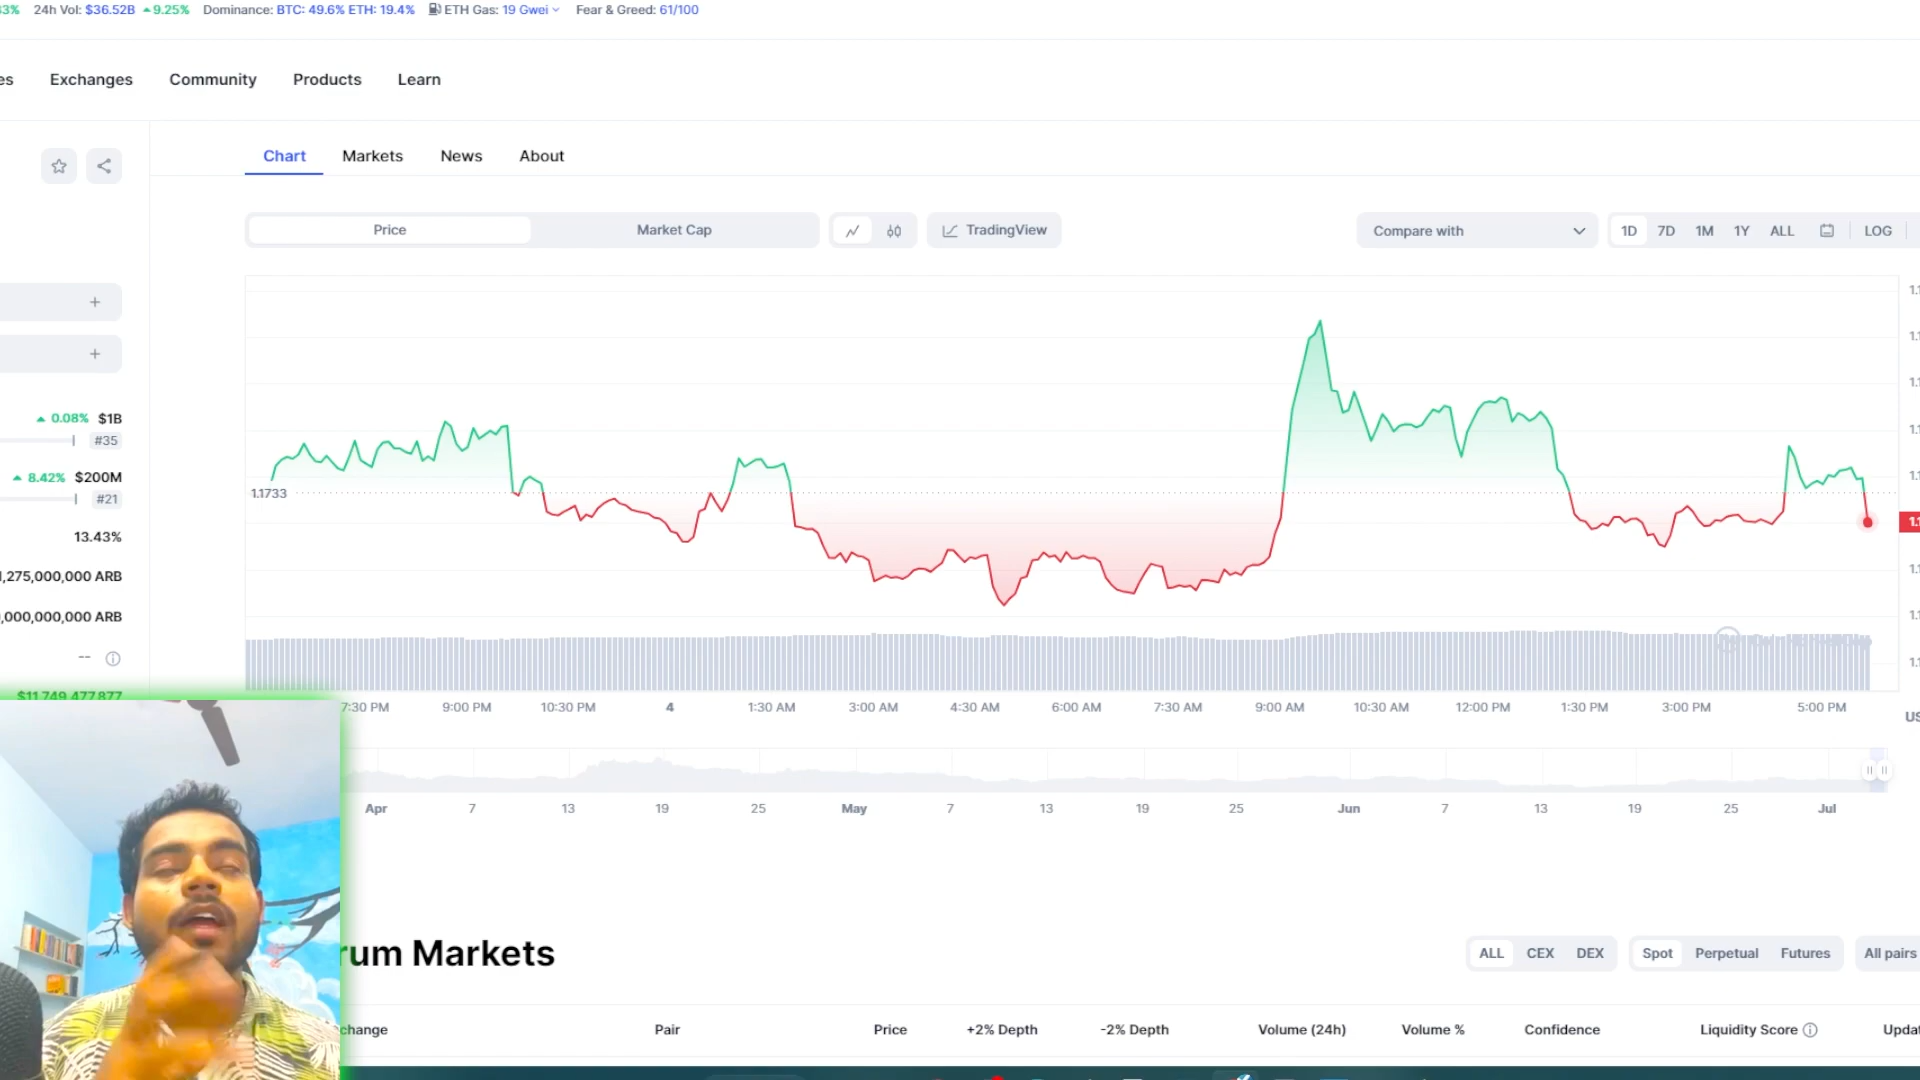 24h Vol: $36.52B 9.25% Dominance: BTC: 49.6% ETH: 19.4% ETH Gas: 19 Gwei Fear & Greed: 61/100
Exchanges Community Products Learn
Chart Markets News About
Price Market Cap TradingView Compare with 1D 7D 1M 1Y ALL LOG
0.08% $1B
#35
8.42% $200M
#21
13.43%
,275,000,000 ARB
,000,000,000 ARB
--
$11,749,477,877
1.1733
7:30 PM 9:00 PM 10:30 PM 4 1:30 AM 3:00 AM 4:30 AM 6:00 AM 7:30 AM 9:00 AM 10:30 AM 12:00 PM 1:30 PM 3:00 PM 5:00 PM
Apr 7 13 19 25 May 7 13 19 25 Jun 7 13 19 25 Jul
rum Markets
ALL CEX DEX Spot Perpetual Futures All pairs
change Pair Price +2% Depth -2% Depth Volume (24h) Volume % Confidence Liquidity Score